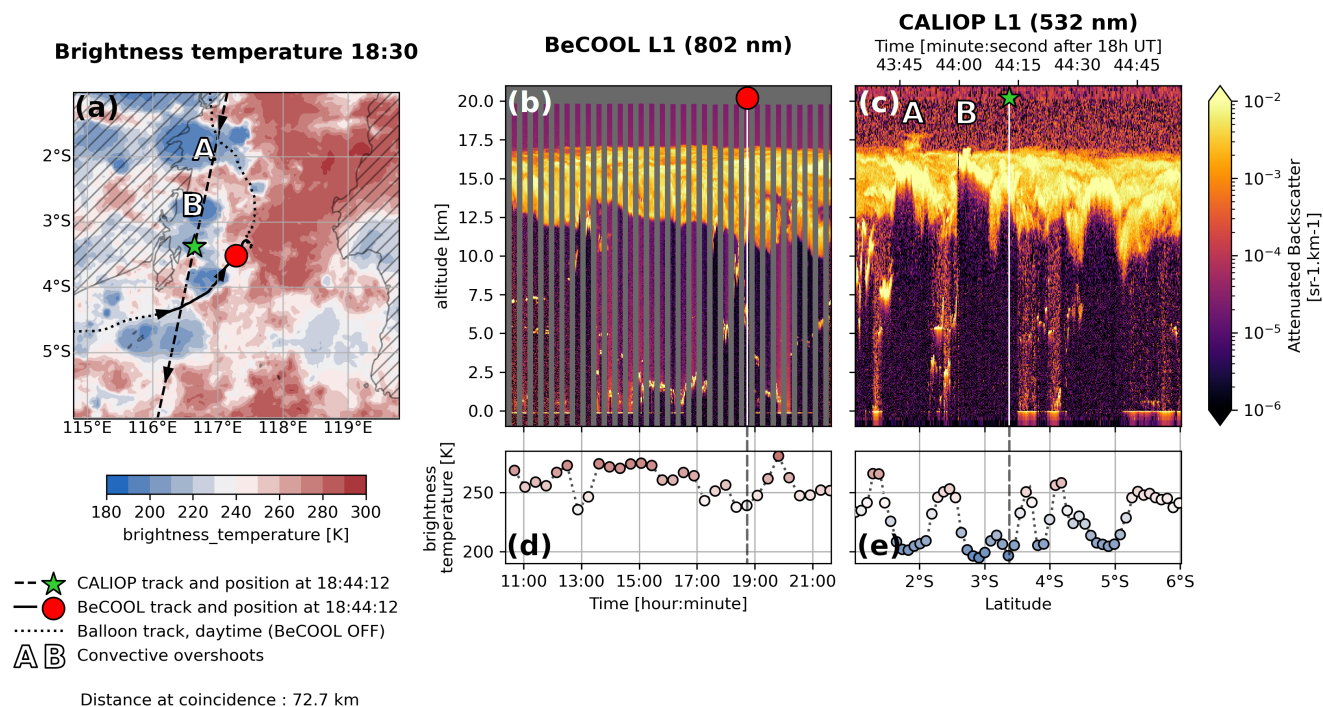 Brightness temperature 18:30
(a)
A
B
2°S
3°S
4°S
5°S
115°E 116°E 117°E 118°E 119°E
180 200 220 240 260 280 300
brightness_temperature [K]
CALIOP track and position at 18:44:12
BeCOOL track and position at 18:44:12
Balloon track, daytime (BeCOOL OFF)
A B Convective overshoots
Distance at coincidence : 72.7 km
BeCOOL L1 (802 nm)
(b)
altitude [km]
20.0
17.5
15.0
12.5
10.0
7.5
5.0
2.5
0.0
CALIOP L1 (532 nm)
Time [minute:second after 18h UT]
43:45 44:00 44:15 44:30 44:45
(c) A B
10⁻²
10⁻³
10⁻⁴
10⁻⁵
10⁻⁶
Attenuated Backscatter
[sr-1.km-1]
brightness
temperature [K]
250
200
(d)
11:00 13:00 15:00 17:00 19:00 21:00
Time [hour:minute]
(e)
2°S 3°S 4°S 5°S 6°S
Latitude